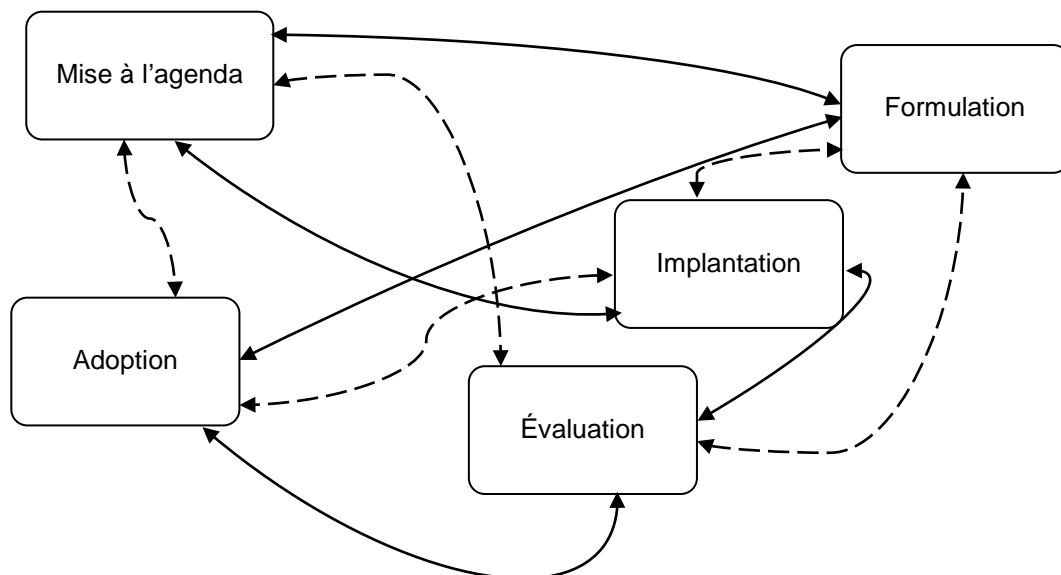 Mise à l’agenda
Formulation
Implantation
Adoption
Évaluation